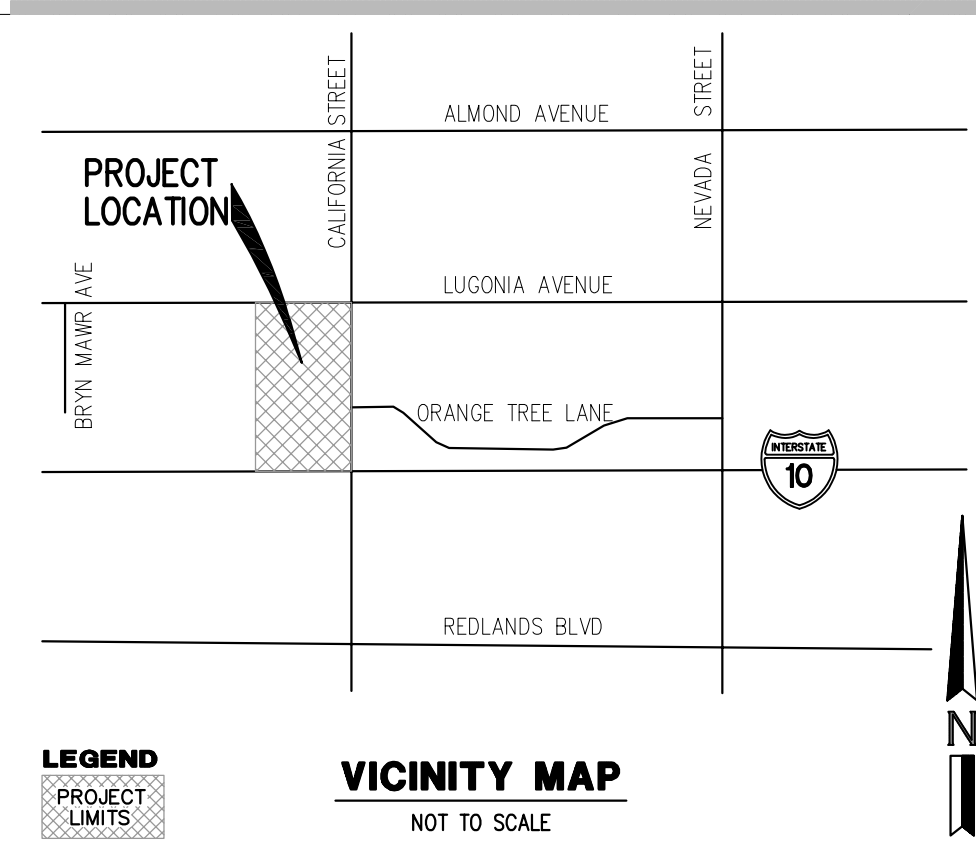 CALIFORNIA STREET
NEVADA STREET
ALMOND AVENUE
PROJECT
LOCATION
BRYN MAWR AVE
LUGONIA AVENUE
ORANGE TREE LANE
INTERSTATE
10
REDLANDS BLVD
N
LEGEND
PROJECT
LIMITS
VICINITY MAP
NOT TO SCALE